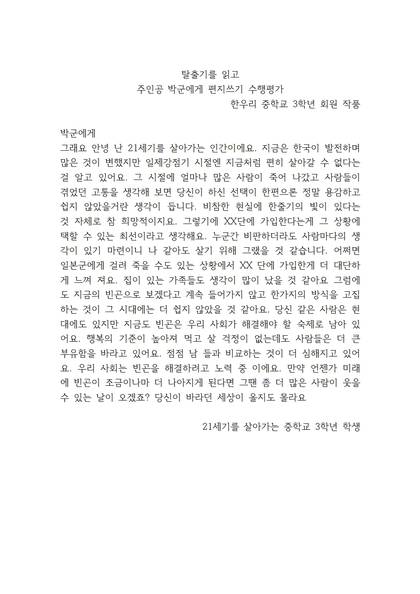 탈출기를 읽고
주인공 박군에게 편지쓰기 수행평가
한우리 중학교 3학년 회원 작품
박군에게
그래요 안녕 난 21세기를 살아가는 인간이에요. 지금은 한국이 발전하며
많은 것이 변했지만 일제강점기 시절엔 지금처럼 편히 살아갈 수 없다는
걸 알고 있어요. 그 시절에 얼마나 많은 사람이 죽어 나갔고 사람들이
겪었던 고통을 생각해 보면 당신이 하신 선택이 한편으론 정말 용감하고
쉽지 않았을거란 생각이 듭니다. 비참한 현실에 한줄기의 빛이 있다는
것 자체로 참 희망적이지요. 그렇기에 XX단에 가입한다는게 그 상황에
택할 수 있는 최선이라고 생각해요. 누군간 비판하더라도 사람마다의 생
각이 있기 마련이니 나 같아도 살기 위해 그랬을 것 같습니다. 어쩌면
일본군에게 걸려 죽을 수도 있는 상황에서 XX 단에 가입한게 더 대단하
게 느껴 져요. 집이 있는 가족들도 생각이 많이 났을 것 같아요 그럼에
도 지금의 빈곤으로 보겠다고 계속 들어가지 않고 한가지의 방식을 고집
하는 것이 그 시대에는 더 쉽지 않았을 것 같아요. 당신 같은 사람은 현
대에도 있지만 지금도 빈곤은 우리 사회가 해결해야 할 숙제로 남아 있
어요. 행복의 기준이 높아져 먹고 살 걱정이 없는데도 사람들은 더 큰
부유함을 바라고 있어요. 점점 남 들과 비교하는 것이 더 심해지고 있어
요. 우리 사회는 빈곤을 해결하려고 노력 중 이에요. 만약 언젠가 미래
에 빈곤이 조금이나마 더 나아지게 된다면 그땐 좀 더 많은 사람이 웃을
수 있는 날이 오겠죠? 당신이 바라던 세상이 올지도 몰라요
21세기를 살아가는 중학교 3학년 학생